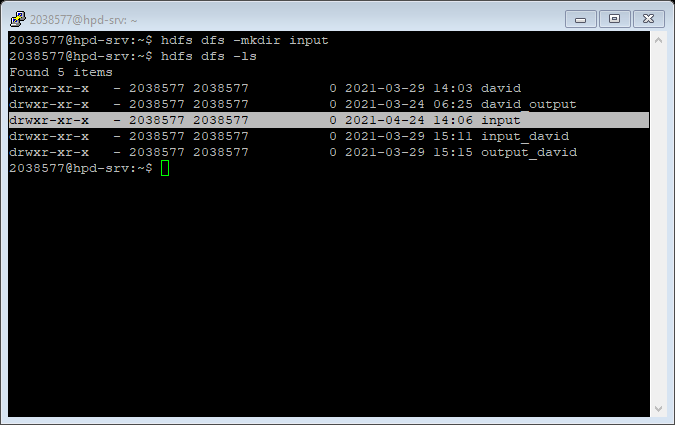 2038577@hpd-srv: ~
2038577@hpd-srv:~$ hdfs dfs -mkdir input
2038577@hpd-srv:~$ hdfs dfs -ls
Found 5 items
drwxr-xr-x   - 2038577 2038577          0 2021-03-29 14:03 david
drwxr-xr-x   - 2038577 2038577          0 2021-03-24 06:25 david_output
drwxr-xr-x   - 2038577 2038577          0 2021-04-24 14:06 input
drwxr-xr-x   - 2038577 2038577          0 2021-03-29 15:11 input_david
drwxr-xr-x   - 2038577 2038577          0 2021-03-29 15:15 output_david
2038577@hpd-srv:~$